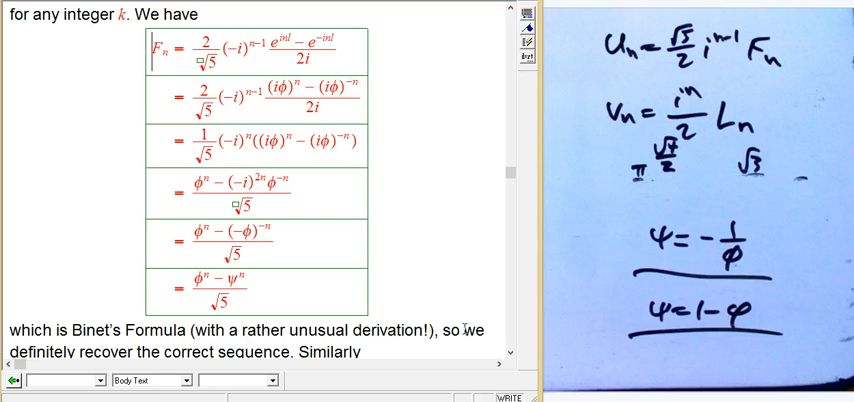 for any integer k. We have
F_n = 2/√5 (−i)^{n−1} (e^{inl} − e^{−inl})/2i
= 2/√5 (−i)^{n−1} ((iϕ)^n − (iϕ)^{−n})/2i
= 1/√5 (−i)^n((iϕ)^n − (iϕ)^{−n})
= (ϕ^n − (−i)^{2n}ϕ^{−n})/√5
= (ϕ^n − (−ϕ)^{−n})/√5
= (ϕ^n − ψ^n)/√5
which is Binet's Formula (with a rather unusual derivation!), so we
definitely recover the correct sequence. Similarly
Body Text
WRITE
U_n = √5/2 i^{n−1} F_n
V_n = i^n/2 L_n
π √4/2 √3
ψ = − 1/ϕ
ψ = 1 − φ